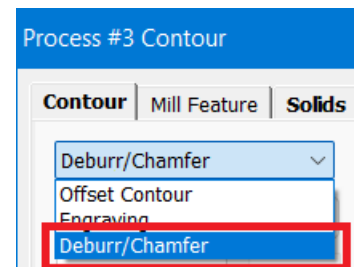 Process #3 Contour
Contour Mill Feature Solids
Deburr/Chamfer
Offset Contour
Engraving
Deburr/Chamfer